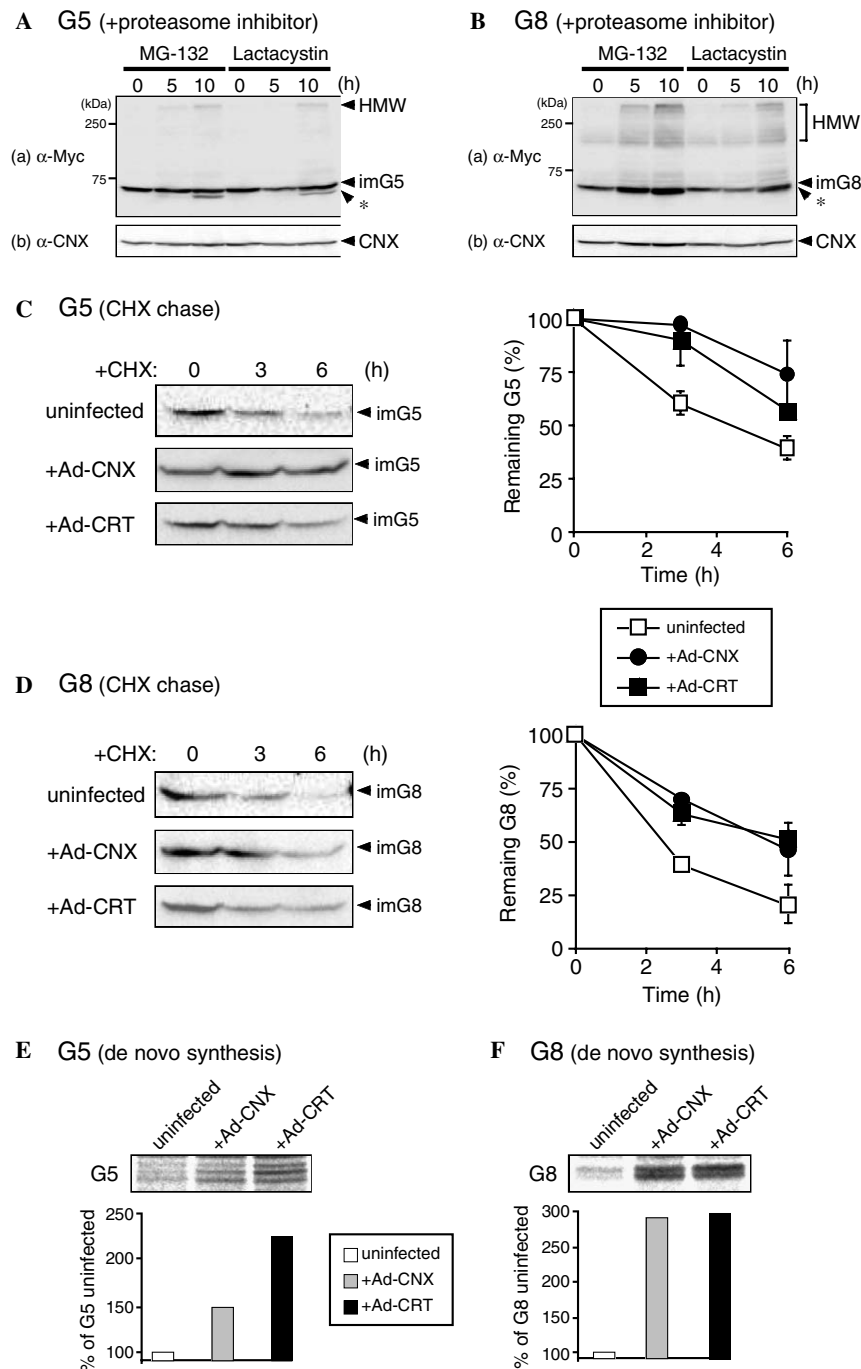 A G5 (+proteasome inhibitor)
MG-132 Lactacystin
0 5 10 0 5 10 (h)
(kDa)
250
75
(a) α-Myc
HMW
imG5
*
(b) α-CNX
CNX
B G8 (+proteasome inhibitor)
MG-132 Lactacystin
0 5 10 0 5 10 (h)
(kDa)
250
75
(a) α-Myc
HMW
imG8
*
(b) α-CNX
CNX
C G5 (CHX chase)
+CHX: 0 3 6 (h)
uninfected imG5
+Ad-CNX imG5
+Ad-CRT imG5
Remaining G5 (%)
100
75
50
25
0
0 2 4 6
Time (h)
uninfected
+Ad-CNX
+Ad-CRT
D G8 (CHX chase)
+CHX: 0 3 6 (h)
uninfected imG8
+Ad-CNX imG8
+Ad-CRT imG8
Remaing G8 (%)
100
75
50
25
0
0 2 4 6
Time (h)
E G5 (de novo synthesis)
uninfected
+Ad-CNX
+Ad-CRT
G5
% of G5 uninfected
250
200
150
100
uninfected
+Ad-CNX
+Ad-CRT
F G8 (de novo synthesis)
uninfected
+Ad-CNX
+Ad-CRT
G8
% of G8 uninfected
300
250
200
150
100